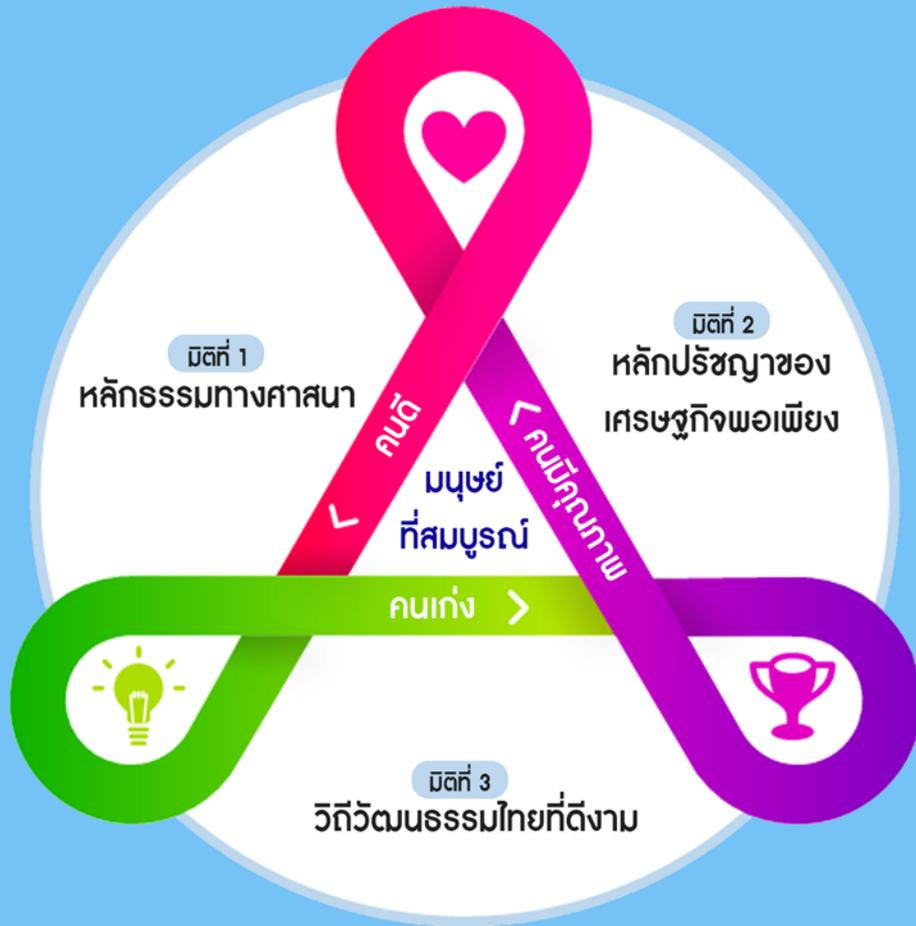 มิติที่ 1
หลักธรรมทางศาสนา
มิติที่ 2
หลักปรัชญาของ
เศรษฐกิจพอเพียง
คนดี
คนมีคุณภาพ
มนุษย์
ที่สมบูรณ์
คนเก่ง
มิติที่ 3
วิถีวัฒนธรรมไทยที่ดีงาม